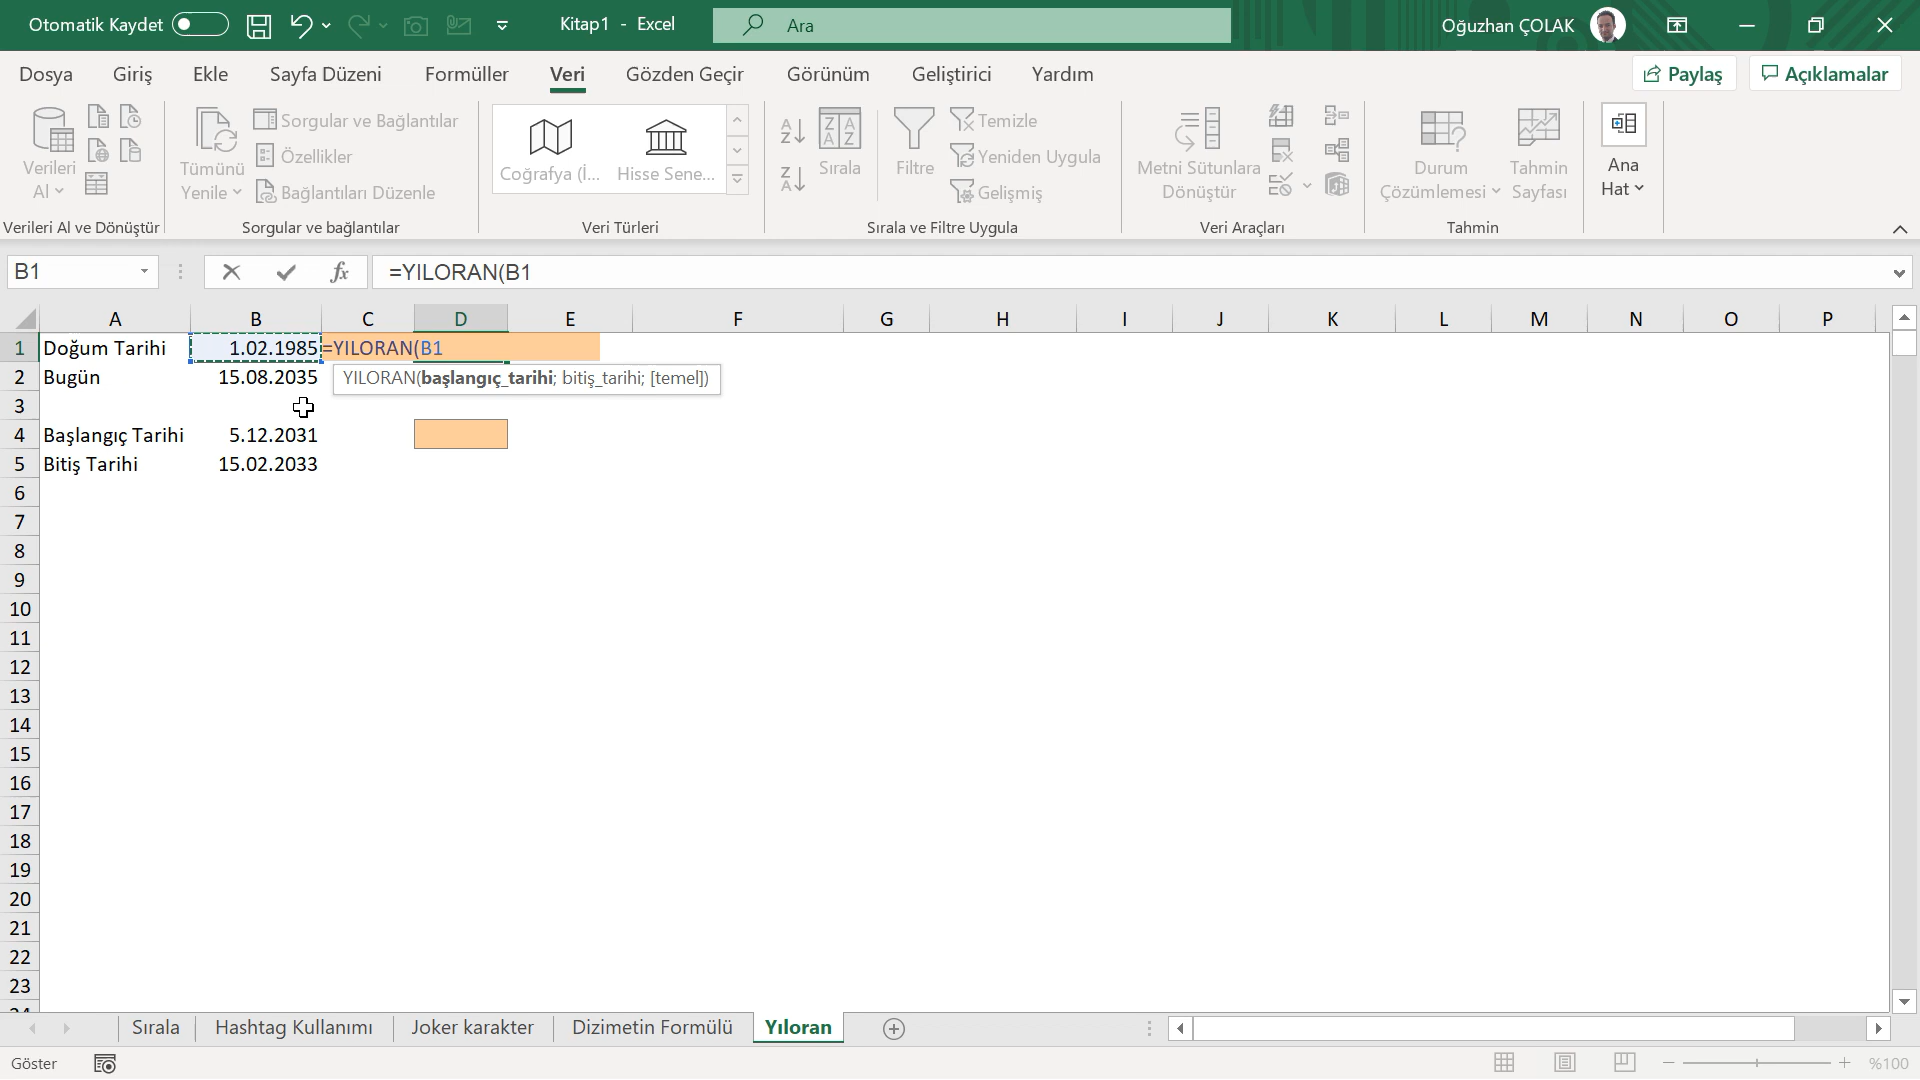 Otomatik Kaydet
Kitap1 - Excel
Ara
Oğuzhan ÇOLAK
Dosya Giriş Ekle Sayfa Düzeni Formüller Veri Gözden Geçir Görünüm Geliştirici Yardım
Paylaş Açıklamalar
Verileri
Al
Verileri Al ve Dönüştür
Tümünü
Yenile
Sorgular ve Bağlantılar
Özellikler
Bağlantıları Düzenle
Sorgular ve bağlantılar
Coğrafya (İ... Hisse Sene...
Veri Türleri
Sırala
Filtre
Temizle
Yeniden Uygula
Gelişmiş
Sırala ve Filtre Uygula
Metni Sütunlara
Dönüştür
Veri Araçları
Durum
Çözümlemesi
Tahmin
Sayfası
Tahmin
Ana
Hat
B1
fx
=YILORAN(B1
A B C D E F G H I J K L M N O P
1 Doğum Tarihi 1.02.1985 =YILORAN(B1
2 Bugün 15.08.2035 YILORAN(başlangıç_tarihi; bitiş_tarihi; [temel])
3
4 Başlangıç Tarihi 5.12.2031
5 Bitiş Tarihi 15.02.2033
6
7
8
9
10
11
12
13
14
15
16
17
18
19
20
21
22
23
24
Sırala Hashtag Kullanımı Joker karakter Dizimetin Formülü Yıloran
Göster
%100